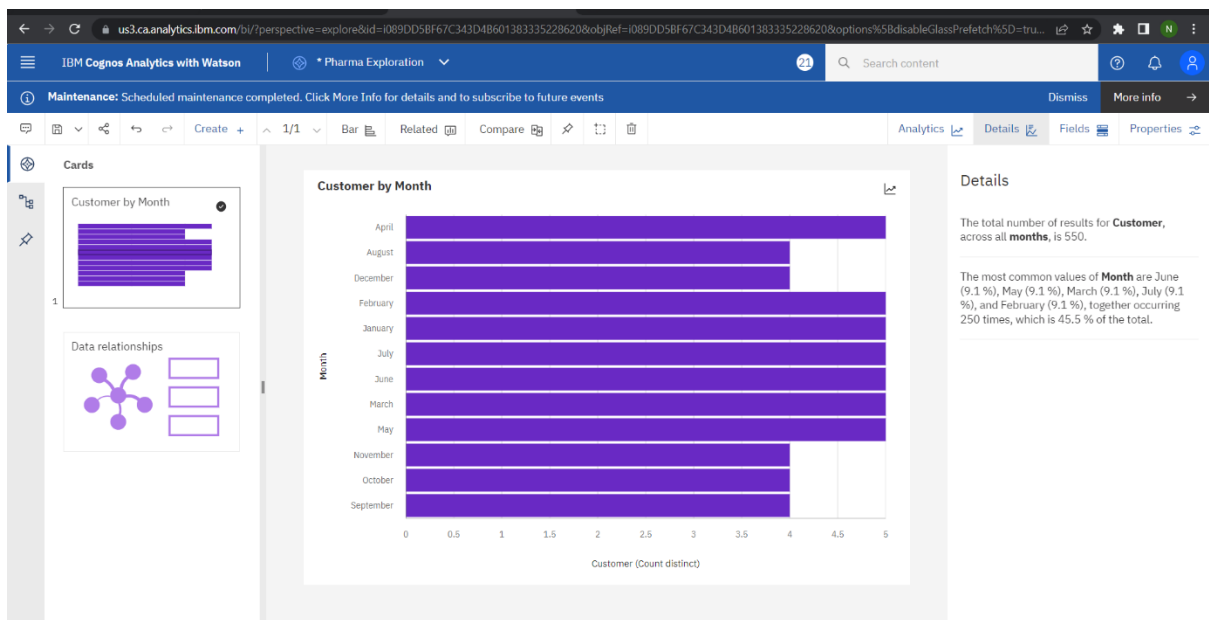 us3.ca.analytics.ibm.com/bi/?perspective=explore&id=i089DD5BF67C343D4B601383335228620&objRef=i089DD5BF67C343D4B601383335228620&options%5BdisableGlassPrefetch%5D=tru...
N
IBM Cognos Analytics with Watson
* Pharma Exploration
21
Search content
Maintenance: Scheduled maintenance completed. Click More Info for details and to subscribe to future events
Dismiss
More info
Create +
1/1
Bar
Related
Compare
Analytics
Details
Fields
Properties
Cards
Customer by Month
1
Data relationships
Customer by Month
Month
April
August
December
February
January
July
June
March
May
November
October
September
0 0.5 1 1.5 2 2.5 3 3.5 4 4.5 5
Customer (Count distinct)
Details
The total number of results for Customer,
across all months, is 550.
The most common values of Month are June
(9.1 %), May (9.1 %), March (9.1 %), July (9.1
%), and February (9.1 %), together occurring
250 times, which is 45.5 % of the total.